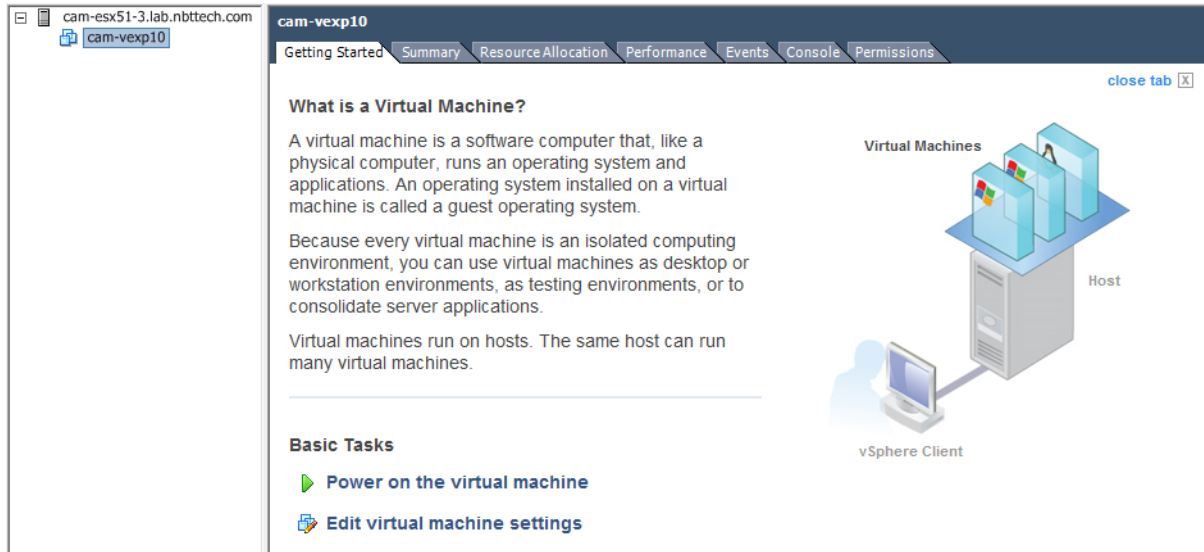 cam-esx51-3.lab.nbttech.com
cam-vexp10
cam-vexp10
Getting Started Summary Resource Allocation Performance Events Console Permissions
close tab X
What is a Virtual Machine?
A virtual machine is a software computer that, like a
physical computer, runs an operating system and
applications. An operating system installed on a virtual
machine is called a guest operating system.
Because every virtual machine is an isolated computing
environment, you can use virtual machines as desktop or
workstation environments, as testing environments, or to
consolidate server applications.
Virtual machines run on hosts. The same host can run
many virtual machines.
Virtual Machines
Host
vSphere Client
Basic Tasks
Power on the virtual machine
Edit virtual machine settings